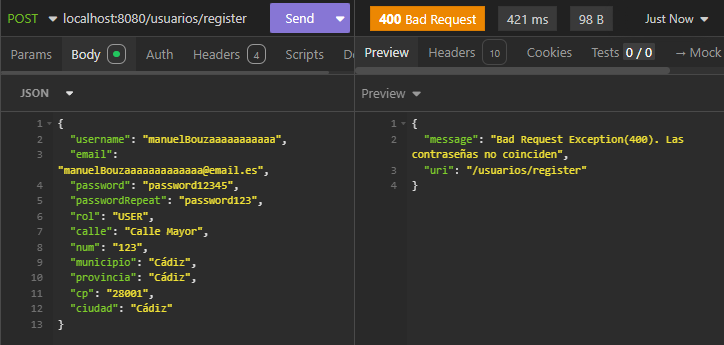 POST localhost:8080/usuarios/register Send
400 Bad Request 421 ms 98 B Just Now
Params Body Auth Headers 4 Scripts Do
Preview Headers 10 Cookies Tests 0 / 0 → Mock
JSON
Preview
1 {
2 "username": "manuelBouzaaaaaaaaaaa",
3 "email":
"manuelBouzaaaaaaaaaaaaa@email.es",
4 "password": "password12345",
5 "passwordRepeat": "password123",
6 "rol": "USER",
7 "calle": "Calle Mayor",
8 "num": "123",
9 "municipio": "Cádiz",
10 "provincia": "Cádiz",
11 "cp": "28001",
12 "ciudad": "Cádiz"
13 }
1 {
2 "message": "Bad Request Exception(400). Las
contraseñas no coinciden",
3 "uri": "/usuarios/register"
4 }